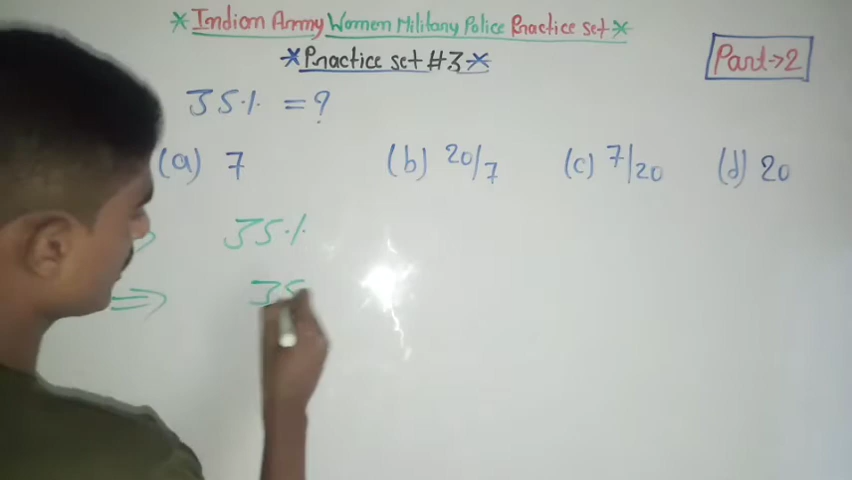 *Indian Army Women Military Police Practice set*
*Practice set #3*
Part→2
35% = ?
(a) 7 (b) 20/7 (c) 7/20 (d) 20
35%
⇒ 35